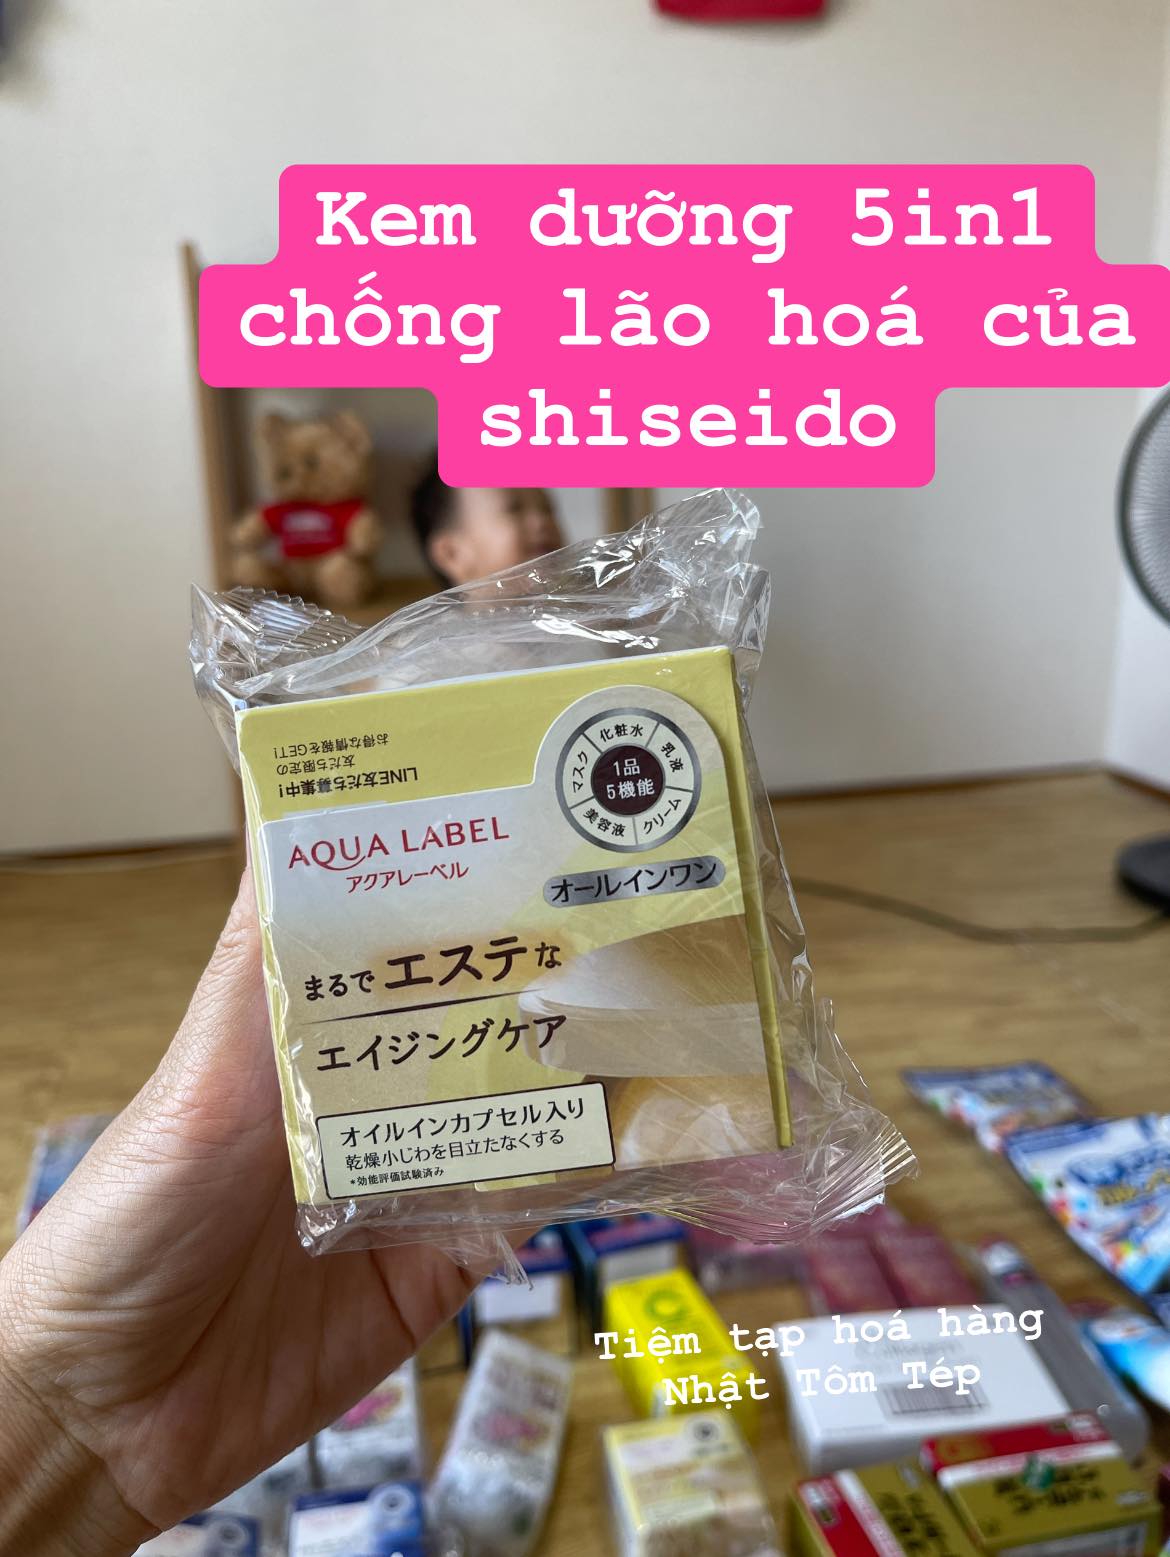 Kem dưỡng 5in1
chống lão hoá của
shiseido
LINE友だち募集中!
友だち限定の
お得な情報をGET!
化粧水
乳液
クリーム
美容液
マスク
1品
5機能
オールインワン
AQUA LABEL
アクアレーベル
まるでエステな
エイジングケア
オイルインカプセル入り
乾燥小じわを目立たなくする
*効能評価試験済み
Tiệm tạp hoá hàng
Nhật Tôm Tép